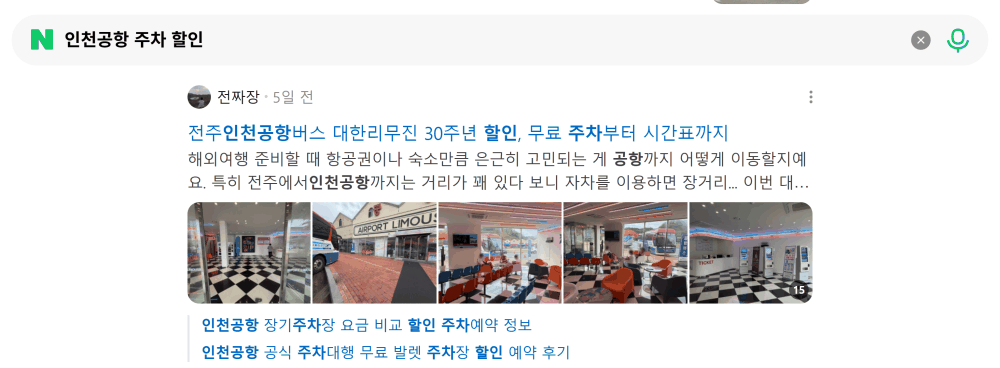 N 인천공항 주차 할인
전짜장 · 5일 전
전주인천공항버스 대한리무진 30주년 할인, 무료 주차부터 시간표까지
해외여행 준비할 때 항공권이나 숙소만큼 은근히 고민되는 게 공항까지 어떻게 이동할지예
요. 특히 전주에서인천공항까지는 거리가 꽤 있다 보니 자차를 이용하면 장거리... 이번 대...
AIRPORT LIMOUS
TICKET
15
인천공항 장기주차장 요금 비교 할인 주차예약 정보
인천공항 공식 주차대행 무료 발렛 주차장 할인 예약 후기